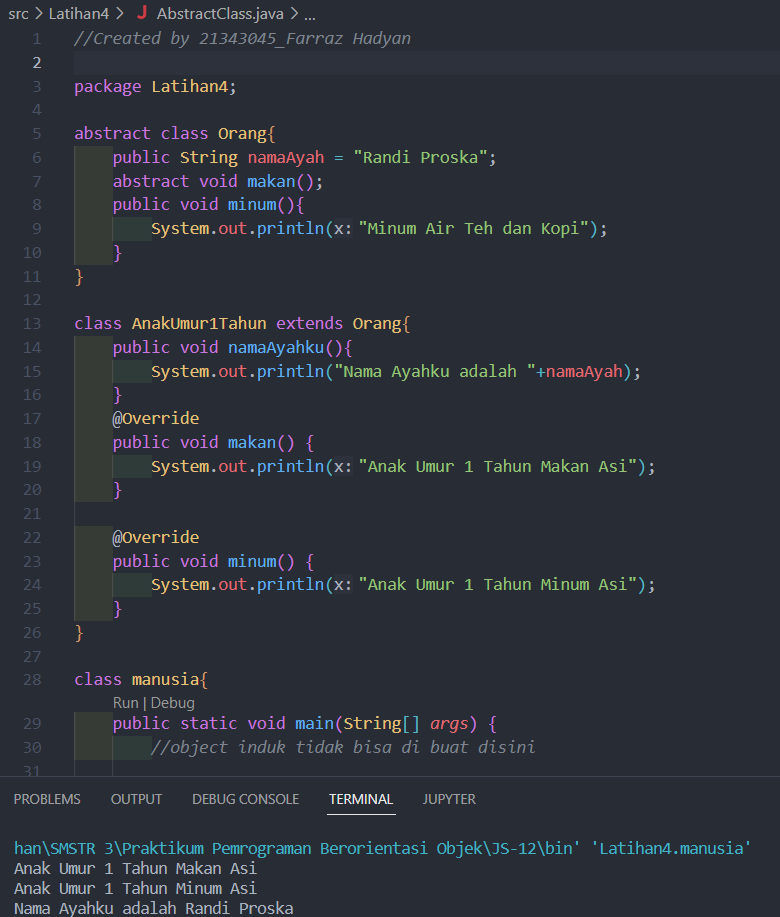 src > Latihan4 > J AbstractClass.java > ...
1 //Created by 21343045_Farraz Hadyan
2
3 package Latihan4;
4
5 abstract class Orang{
6 public String namaAyah = "Randi Proska";
7 abstract void makan();
8 public void minum(){
9 System.out.println(x: "Minum Air Teh dan Kopi");
10 }
11 }
12
13 class AnakUmur1Tahun extends Orang{
14 public void namaAyahku(){
15 System.out.println("Nama Ayahku adalah "+namaAyah);
16 }
17 @Override
18 public void makan() {
19 System.out.println(x: "Anak Umur 1 Tahun Makan Asi");
20 }
21
22 @Override
23 public void minum() {
24 System.out.println(x: "Anak Umur 1 Tahun Minum Asi");
25 }
26 }
27
28 class manusia{
Run | Debug
29 public static void main(String[] args) {
30 //object induk tidak bisa di buat disini
31
PROBLEMS OUTPUT DEBUG CONSOLE TERMINAL JUPYTER
han\SMSTR 3\Praktikum Pemrograman Berorientasi Objek\JS-12\bin' 'Latihan4.manusia'
Anak Umur 1 Tahun Makan Asi
Anak Umur 1 Tahun Minum Asi
Nama Ayahku adalah Randi Proska